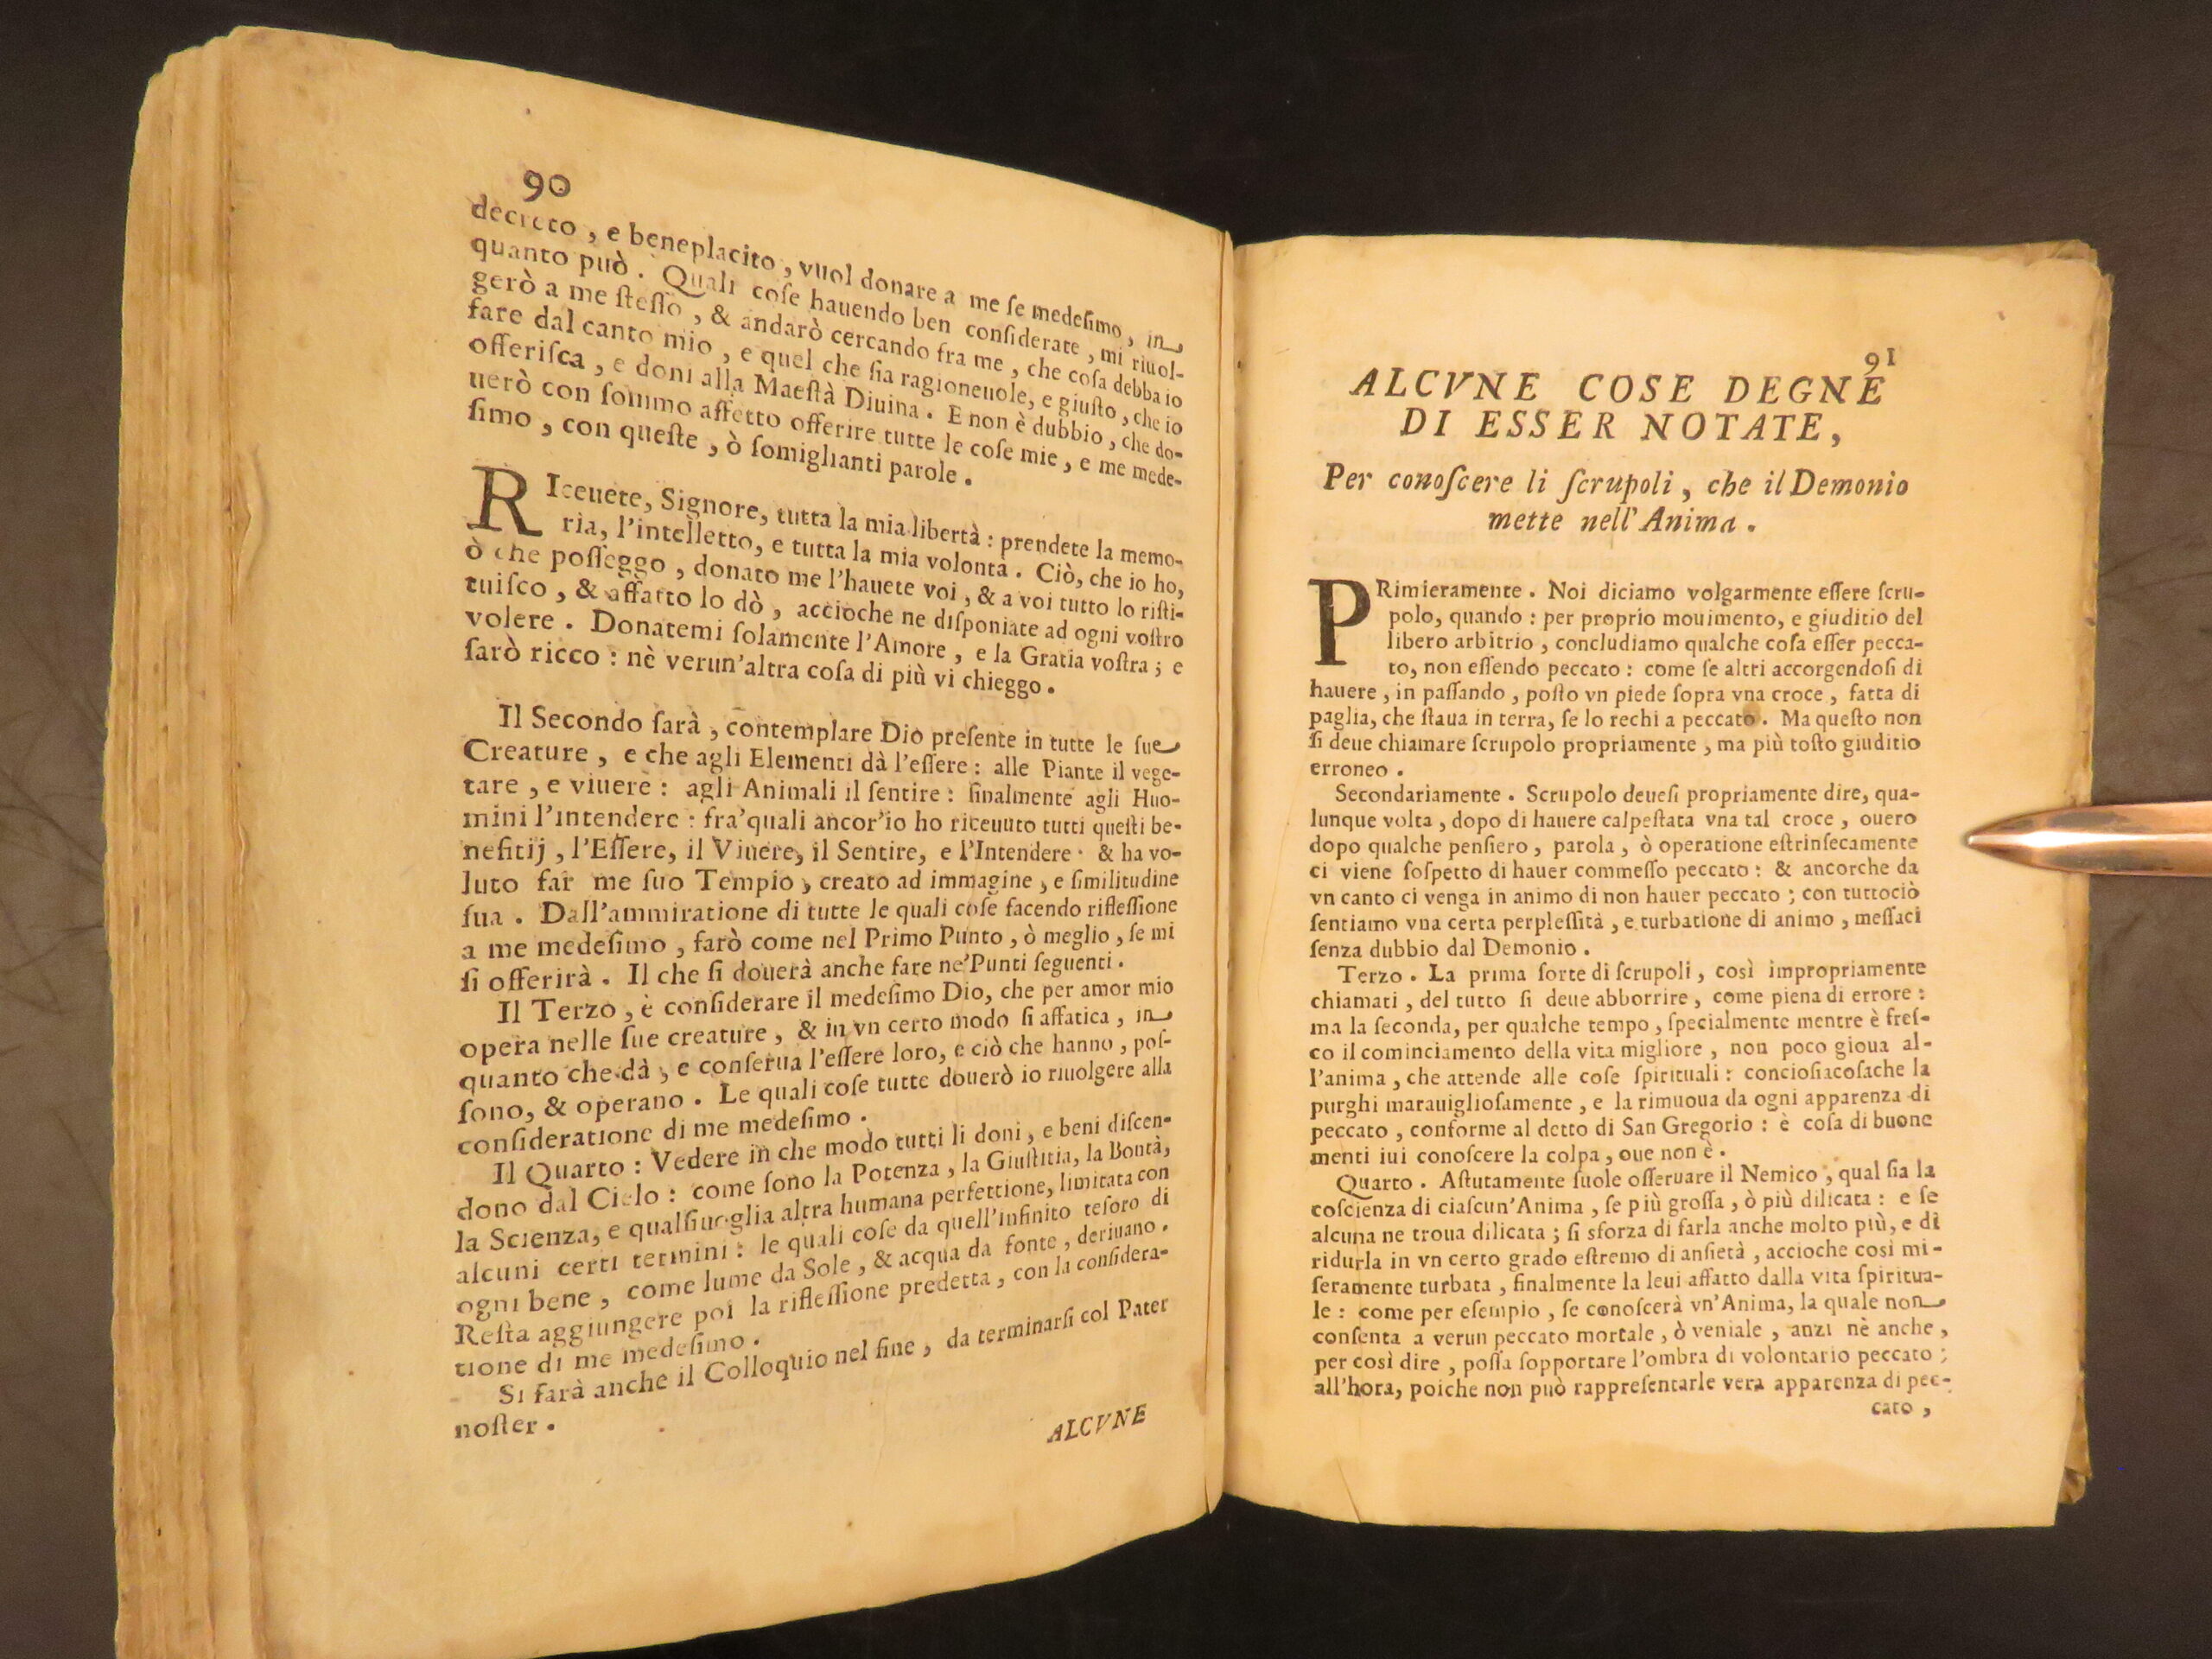 90
decreto , e beneplacito , vuol donare a me ſe medeſimo , in
quanto può . Quali coſe hauendo ben conſiderate , mi riuol-
gerò a me ſteſſo , & andarò cercando fra me , che coſa debba io
fare dal canto mio , e quel che ſia ragioneuole, e giuſto , che io
offeriſca , e doni alla Maeſtà Diuina . E non è dubbio , che do-
uerò con ſommo affetto offerire tutte le coſe mie , e me mede-
ſimo , con queſte , ò ſomiglianti parole .
RIceuete, Signore, tutta la mia libertà : prendete la memo-
ria, l'intelletto, e tutta la mia volontà . Ciò, che io ho,
ò che poſſeggo , donato me l'hauete voi , & a voi tutto lo riſti-
tuiſco , & affatto lo dò , accioche ne diſponiate ad ogni voſtro
volere . Donatemi ſolamente l'Amore , e la Gratia voſtra ; e
ſarò ricco : nè verun'altra coſa di più vi chieggo .
Il Secondo ſarà , contemplare Dio preſente in tutte le ſue
Creature , e che agli Elementi dà l'eſſere : alle Piante il vege-
tare , e viuere : agli Animali il ſentire : finalmente agli Huo-
mini l'intendere : fra'quali ancor'io ho riceuuto tutti queſti be-
nefitij , l'Eſſere, il Viuere, il Sentire, e l'Intendere · & ha vo-
luto far me ſuo Tempio , creato ad immagine , e ſimilitudine
ſua . Dall'ammiratione di tutte le quali coſe facendo rifleſſione
a me medeſimo , farò come nel Primo Punto , ò meglio , ſe mi
ſi offerirà . Il che ſi douerà anche fare ne'Punti ſeguenti .
Il Terzo , è conſiderare il medeſimo Dio, che per amor mio
opera nelle ſue creature , & in vn certo modo ſi affatica , in
quanto che dà , e conſerua l'eſſere loro, e ciò che hanno , poſ-
ſono, & operano . Le quali coſe tutte douerò io riuolgere alla
conſideratione di me medeſimo .
Il Quarto : Vedere in che modo tutti li doni , e beni diſcen-
dono dal Cielo : come ſono la Potenza , la Giuſtitia, la Bontà,
la Scienza, e qualſiuoglia altra humana perfettione, limitata con
alcuni certi termini : le quali coſe da quell'infinito teſoro di
ogni bene , come lume da Sole , & acqua da fonte , deriuano .
Reſta aggiungere poi la rifleſſione predetta , con la conſidera-
tione di me medeſimo .
Si farà anche il Colloquio nel fine , da terminarſi col Pater
noſter .
ALCVNE
91
ALCVNE COSE DEGNE
DI ESSER NOTATE,
Per conoſcere li ſcrupoli , che il Demonio
mette nell'Anima .
PRimieramente . Noi diciamo volgarmente eſſere ſcru-
polo, quando : per proprio mouimento, e giuditio del
libero arbitrio , concludiamo qualche coſa eſſer pecca-
to, non eſſendo peccato : come ſe altri accorgendoſi di
hauere , in paſſando , poſto vn piede ſopra vna croce , fatta di
paglia, che ſtaua in terra, ſe lo rechi a peccato . Ma queſto non
ſi deue chiamare ſcrupolo propriamente , ma più toſto giuditio
erroneo .
Secondariamente . Scrupolo deueſi propriamente dire, qua-
lunque volta , dopo di hauere calpeſtata vna tal croce , ouero
dopo qualche penſiero , parola , ò operatione eſtrinſecamente
ci viene ſoſpetto di hauer commeſſo peccato : & ancorche da
vn canto ci venga in animo di non hauer peccato ; con tuttociò
ſentiamo vna certa perpleſſità , e turbatione di animo , meſſaci
ſenza dubbio dal Demonio .
Terzo . La prima ſorte di ſcrupoli , così impropriamente
chiamati , del tutto ſi deue abborrire , come piena di errore :
ma la ſeconda, per qualche tempo , ſpecialmente mentre è freſ-
co il cominciamento della vita migliore , non poco gioua al-
l'anima , che attende alle coſe ſpirituali : concioſiacoſache la
purghi marauiglioſamente , e la rimuoua da ogni apparenza di
peccato , conforme al detto di San Gregorio : è coſa di buone
menti iui conoſcere la colpa , oue non è .
Quarto . Aſtutamente ſuole oſſeruare il Nemico , qual ſia la
coſcienza di ciaſcun'Anima , ſe più groſſa , ò più dilicata : e ſe
alcuna ne troua dilicata ; ſi sforza di farla anche molto più, e di
ridurla in vn certo grado eſtremo di anſietà , accioche così mi-
ſeramente turbata , finalmente la leui affatto dalla vita ſpiritua-
le : come per eſempio , ſe conoſcerà vn'Anima, la quale non
conſenta a verun peccato mortale , ò veniale , anzi nè anche ,
per così dire , poſſa ſopportare l'ombra di volontario peccato ;
all'hora, poiche non può rappreſentarle vera apparenza di pec-
cato ,